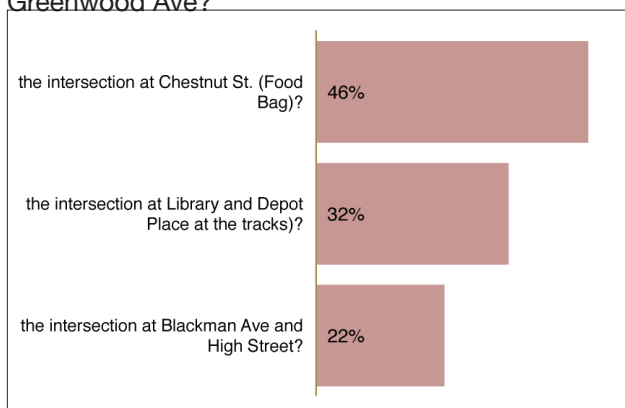 Greenwood Ave?
the intersection at Chestnut St. (Food
Bag)?
46%
the intersection at Library and Depot
Place at the tracks)?
32%
the intersection at Blackman Ave and
High Street?
22%